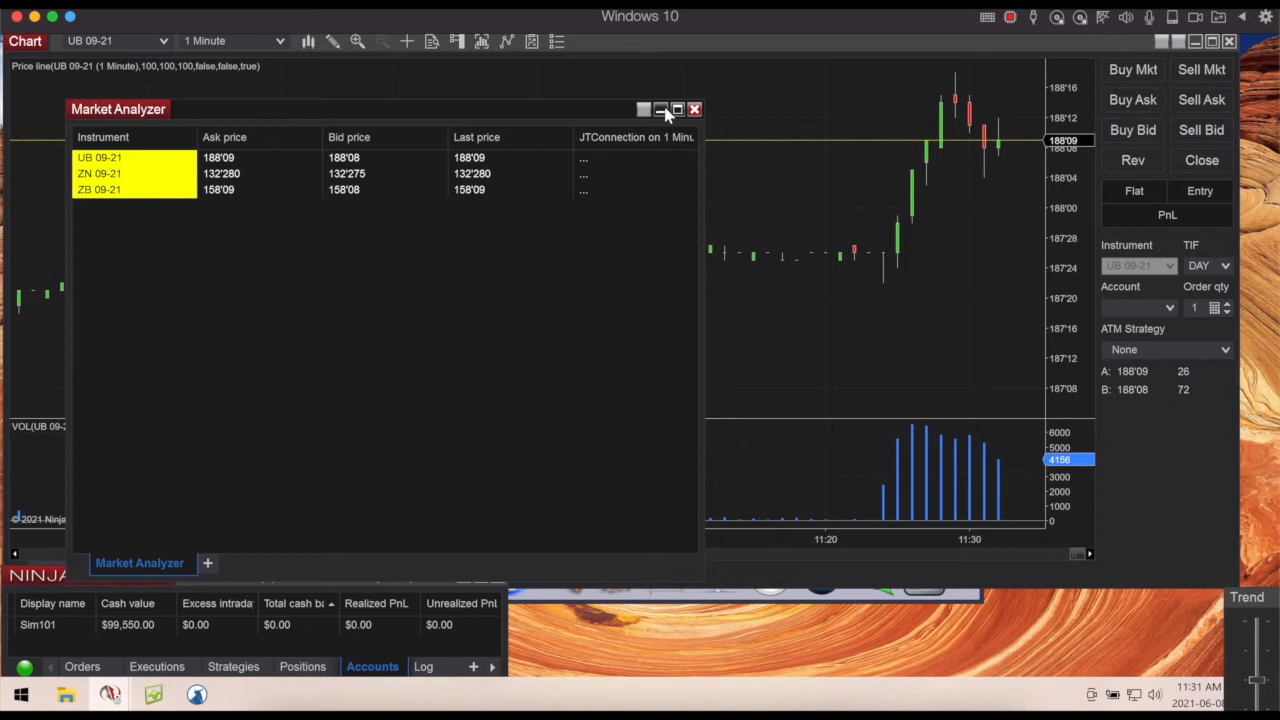 Windows 10
Chart UB 09-21 1 Minute
Price line(UB 09-21 (1 Minute),100,100,100,false,false,true)
Market Analyzer
Instrument Ask price Bid price Last price JTConnection on 1 Minu
UB 09-21 188'09 188'08 188'09 ...
ZN 09-21 132'280 132'275 132'280 ...
ZB 09-21 158'09 158'08 158'09 ...
Market Analyzer +
VOL(UB 09-
© 2021 Ninja
188'16
188'12
188'09
188'08
188'04
188'00
187'28
187'24
187'20
187'16
187'12
187'08
6000
5000
4156
3000
2000
1000
0
11:20 11:30
Buy Mkt Sell Mkt
Buy Ask Sell Ask
Buy Bid Sell Bid
Rev Close
Flat Entry
PnL
Instrument TIF
UB 09-21 DAY
Account Order qty
1
ATM Strategy
None
A: 188'09 26
B: 188'08 72
NINJA
Display name Cash value Excess intrada Total cash ba Realized PnL Unrealized Pnl
Sim101 $99,550.00 $0.00 $0.00 $0.00 $0.00
Orders Executions Strategies Positions Accounts Log +
Trend
11:31 AM
2021-06-08